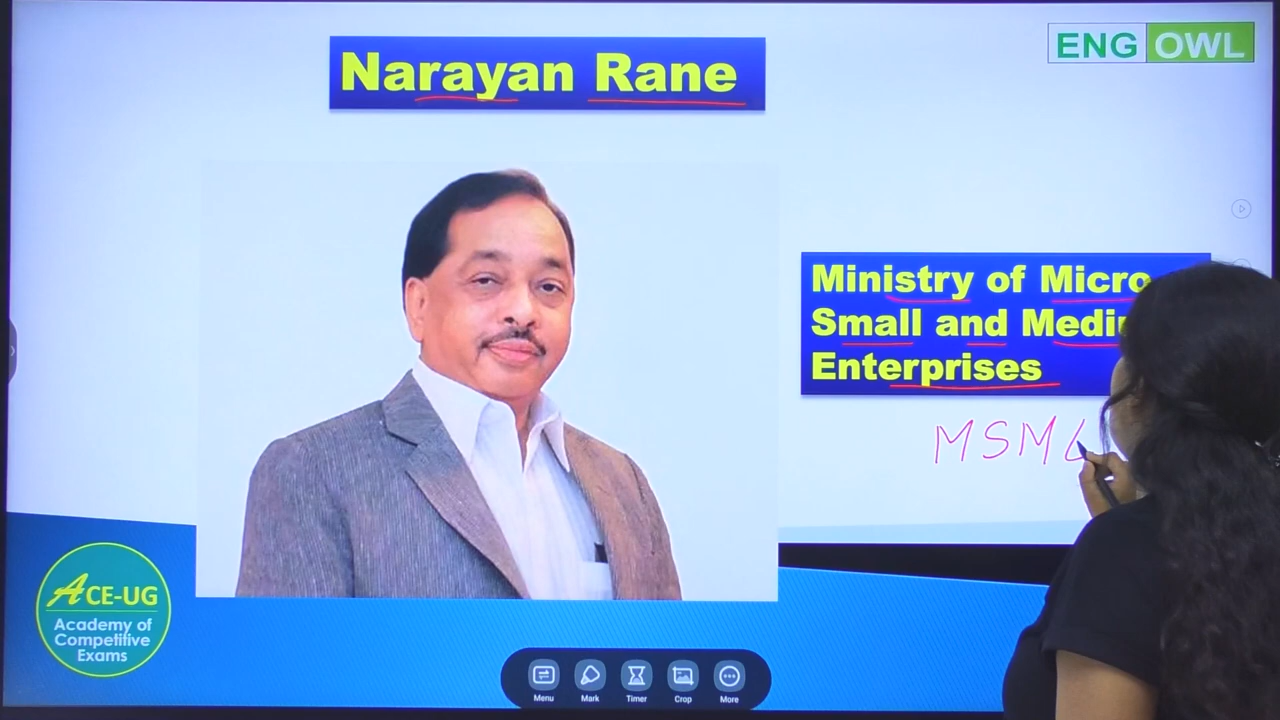 Narayan Rane
ENG OWL
Ministry of Micro
Small and
Enterprises
MSM
ACE-UG
Academy of
Competitive
Exams
Menu
Mark
Timer
Crop
More